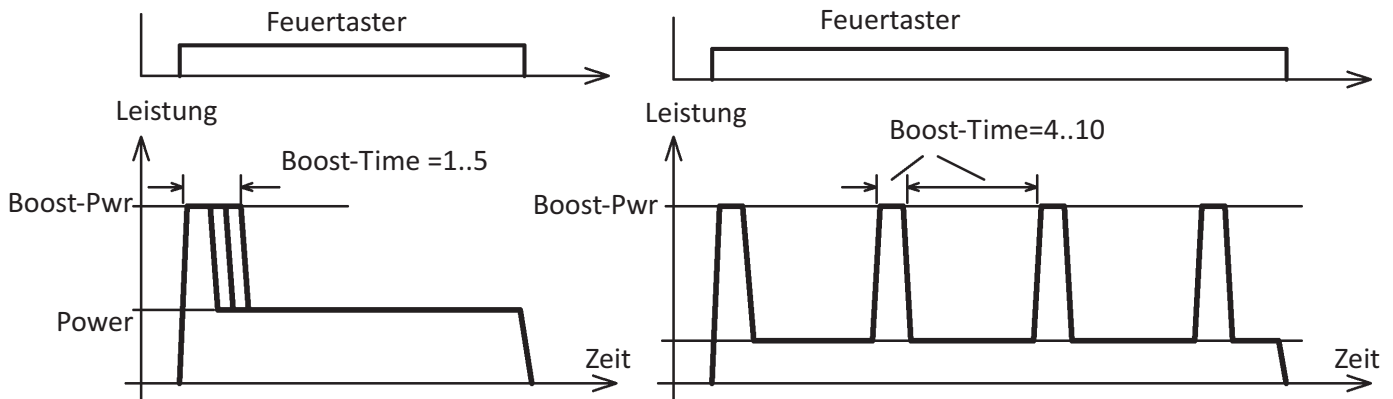 Feuertaster
Leistung
Boost-Time =1..5
Boost-Pwr
Power
Zeit
Feuertaster
Leistung
Boost-Time=4..10
Boost-Pwr
Zeit